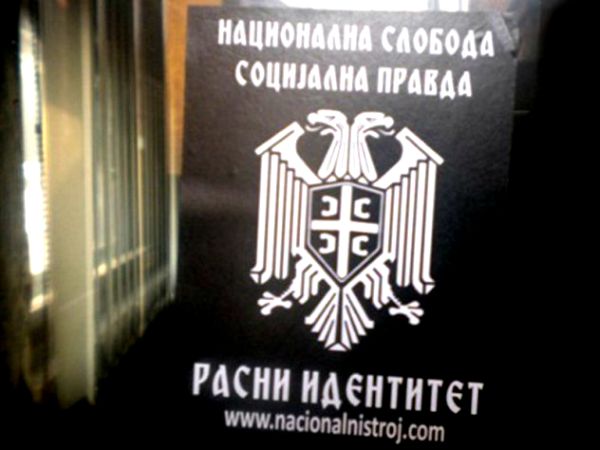 НАЦИОНАЛНА СЛОБОДА
СОЦИЈАЛНА ПРАВДА
РАСНИ ИДЕНТИТЕТ
www.nacionalnistroj.com